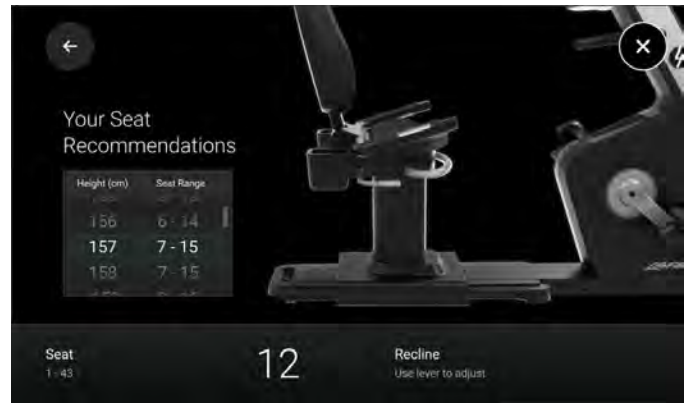 Your Seat
Recommendations
Height (cm) Seat Range
156 6 - 14
157 7 - 15
158 7 - 15
Seat
1 - 43
12
Recline
Use lever to adjust